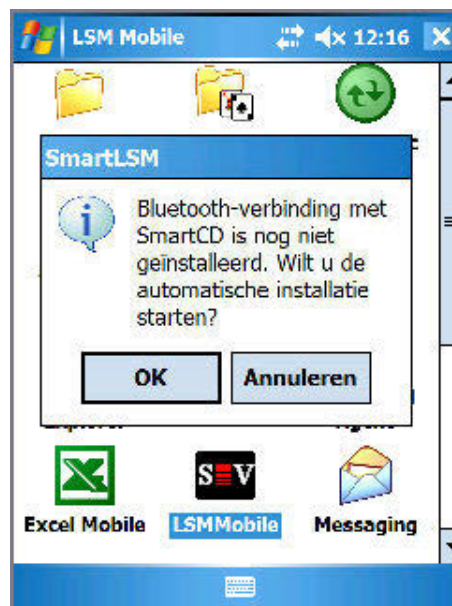 LSM Mobile 12:16
SmartLSM
Bluetooth-verbinding met
SmartCD is nog niet
geïnstalleerd. Wilt u de
automatische installatie
starten?
OK Annuleren
Excel Mobile LSMMobile Messaging